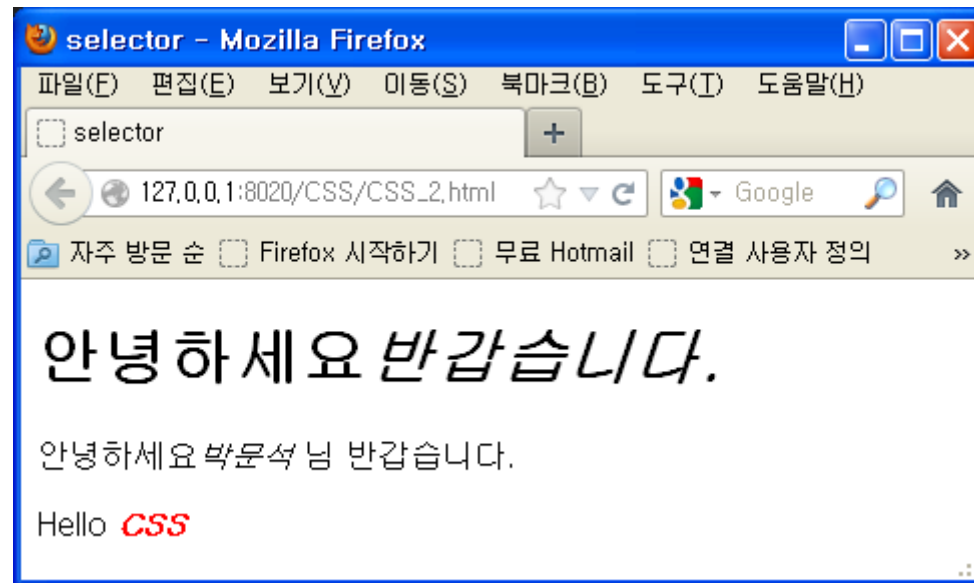 selector - Mozilla Firefox
파일(F) 편집(E) 보기(V) 이동(S) 북마크(B) 도구(T) 도움말(H)
selector +
127.0.0.1:8020/CSS/CSS_2.html Google
자주 방문 순 Firefox 시작하기 무료 Hotmail 연결 사용자 정의 »
안녕하세요 반갑습니다.
안녕하세요 박문석 님 반갑습니다.
Hello CSS